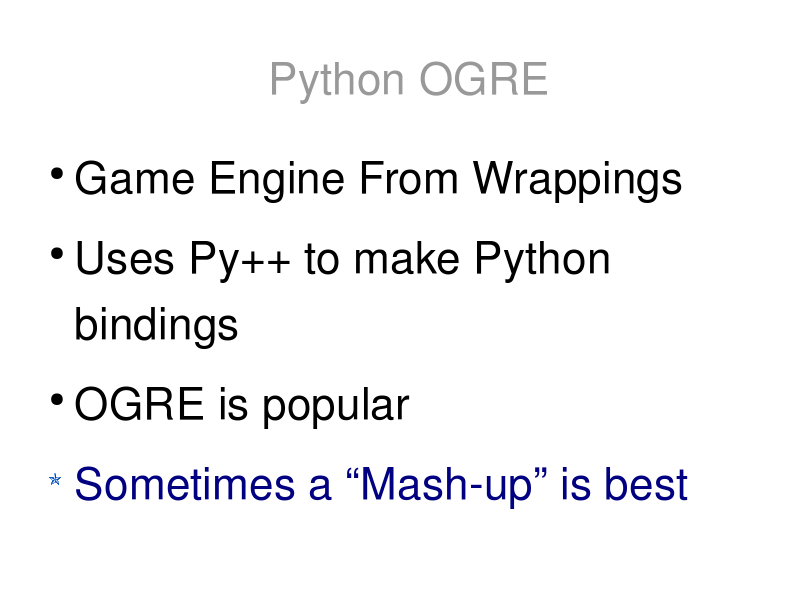 Python OGRE
• Game Engine From Wrappings
• Uses Py++ to make Python
bindings
• OGRE is popular
* Sometimes a “Mash-up” is best